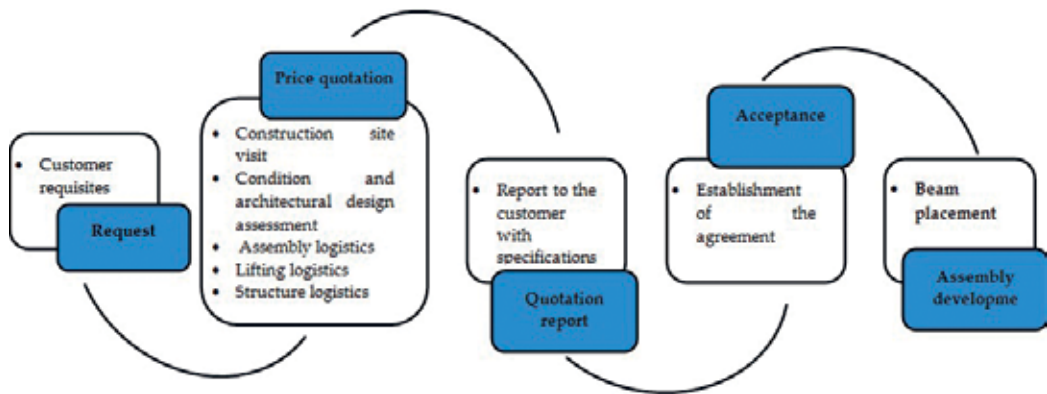 Customer
requisites
Request
Price quotation
Construction site
visit
Condition and
architectural design
assessment
Assembly logistics
Lifting logistics
Structure logistics
Report to the
customer
with
specifications
Quotation
report
Acceptance
Establishment
of the
agreement
Beam
placement
Assembly
developme